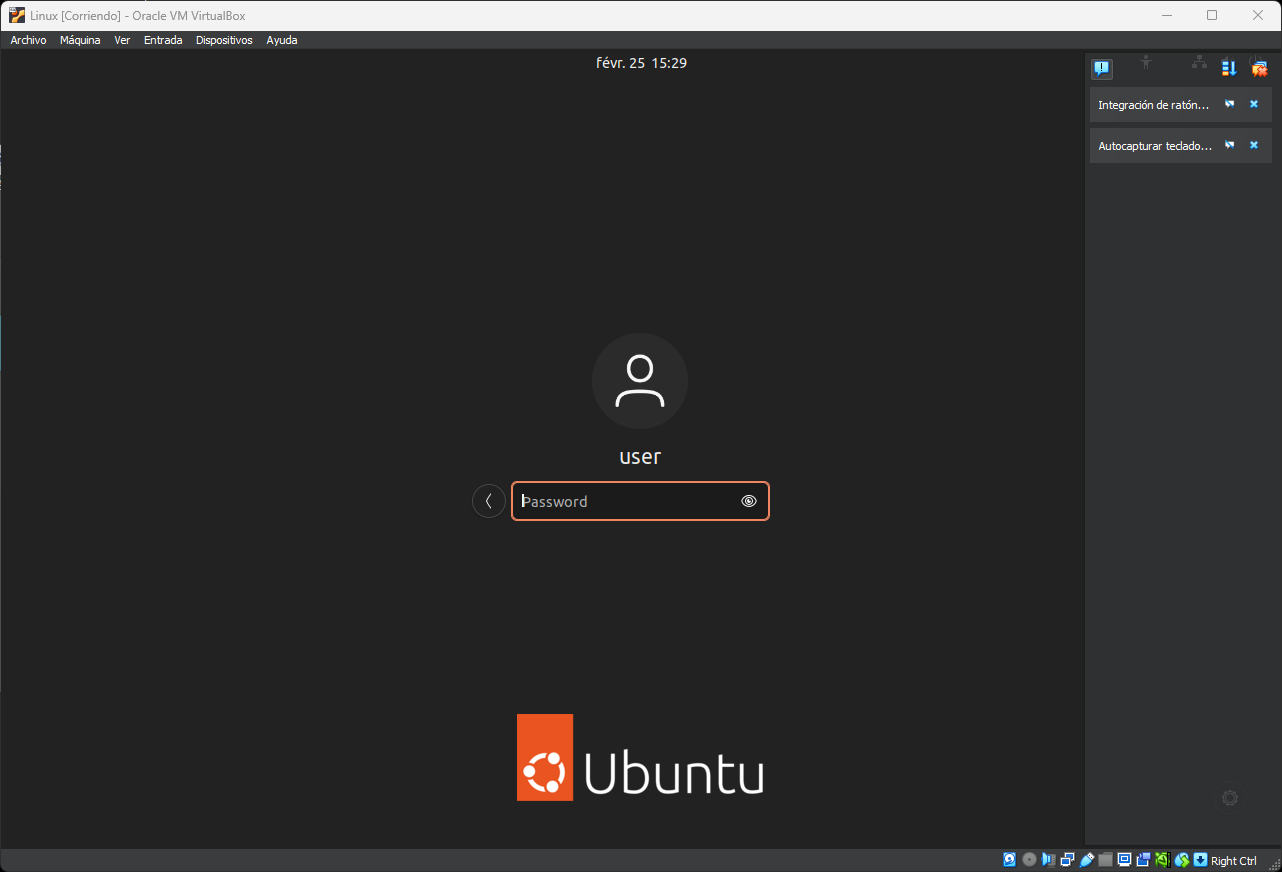 Linux [Corriendo] - Oracle VM VirtualBox
Archivo Máquina Ver Entrada Dispositivos Ayuda
févr. 25 15:29
Integración de ratón...
Autocapturar teclado...
user
Password
Ubuntu
Right Ctrl